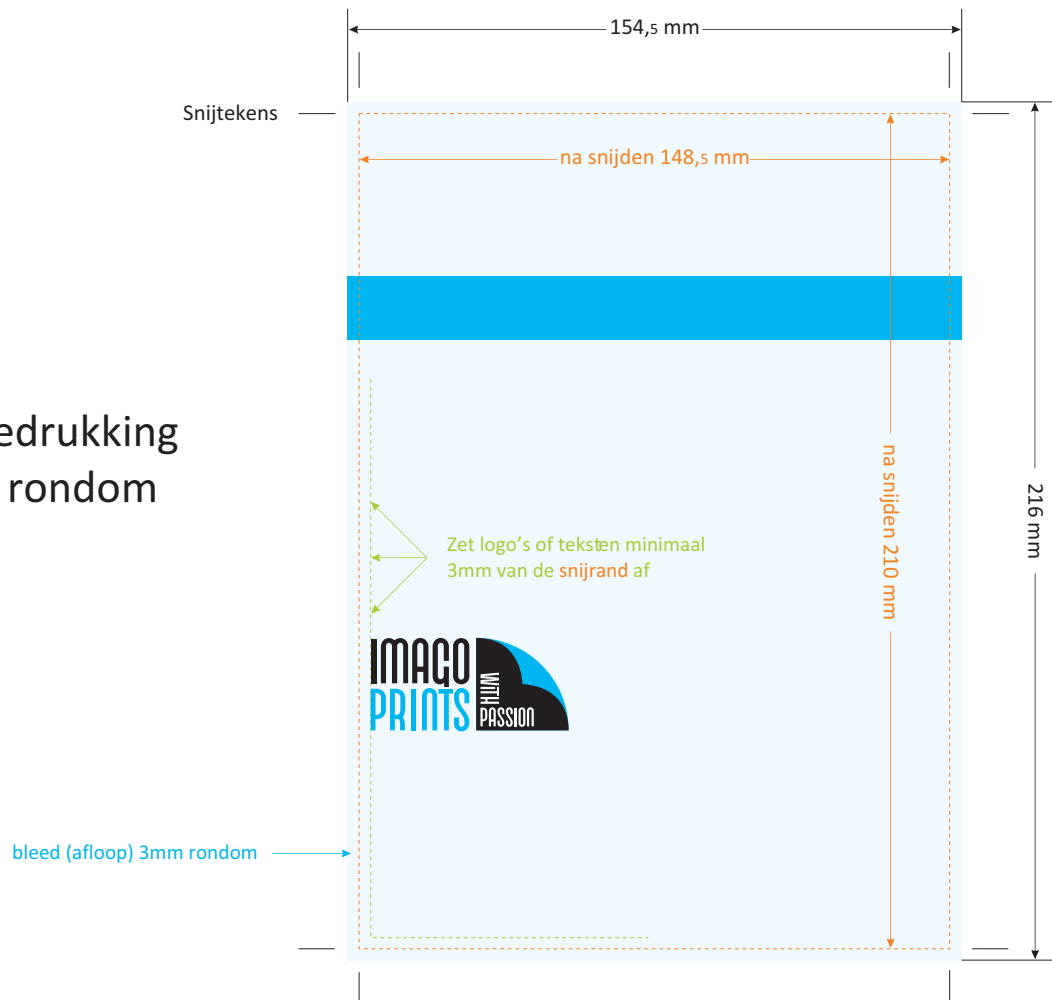 154,5 mm
Snijtekens
na snijden 148,5 mm
edrukking
rondom
na snijden 210 mm
216 mm
Zet logo's of teksten minimaal
3mm van de snijrand af
IMAGO
PRINTS
WITH
PASSION
bleed (afloop) 3mm rondom